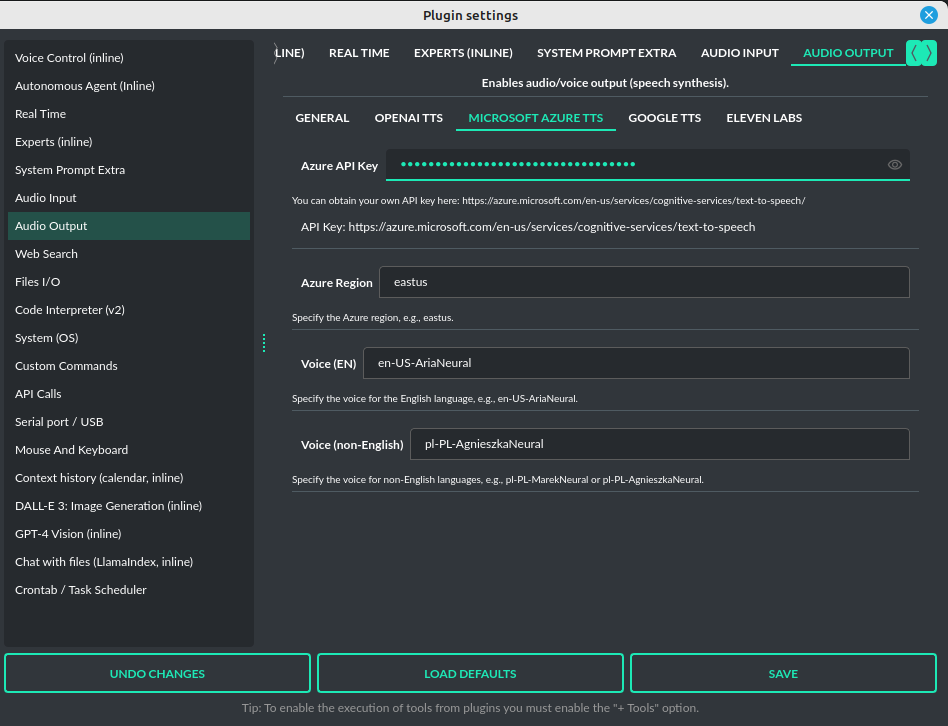 Plugin settings
Voice Control (inline)
Autonomous Agent (Inline)
Real Time
Experts (inline)
System Prompt Extra
Audio Input
Audio Output
Web Search
Files I/O
Code Interpreter (v2)
System (OS)
Custom Commands
API Calls
Serial port / USB
Mouse And Keyboard
Context history (calendar, inline)
DALL-E 3: Image Generation (inline)
GPT-4 Vision (inline)
Chat with files (LlamaIndex, inline)
Crontab / Task Scheduler
LINE) REAL TIME EXPERTS (INLINE) SYSTEM PROMPT EXTRA AUDIO INPUT AUDIO OUTPUT
Enables audio/voice output (speech synthesis).
GENERAL OPENAI TTS MICROSOFT AZURE TTS GOOGLE TTS ELEVEN LABS
Azure API Key ••••••••••••••••••••••••••••••••
You can obtain your own API key here: https://azure.microsoft.com/en-us/services/cognitive-services/text-to-speech/
API Key: https://azure.microsoft.com/en-us/services/cognitive-services/text-to-speech
Azure Region eastus
Specify the Azure region, e.g., eastus.
Voice (EN) en-US-AriaNeural
Specify the voice for the English language, e.g., en-US-AriaNeural.
Voice (non-English) pl-PL-AgnieszkaNeural
Specify the voice for non-English languages, e.g., pl-PL-MarekNeural or pl-PL-AgnieszkaNeural.
UNDO CHANGES LOAD DEFAULTS SAVE
Tip: To enable the execution of tools from plugins you must enable the "+ Tools" option.